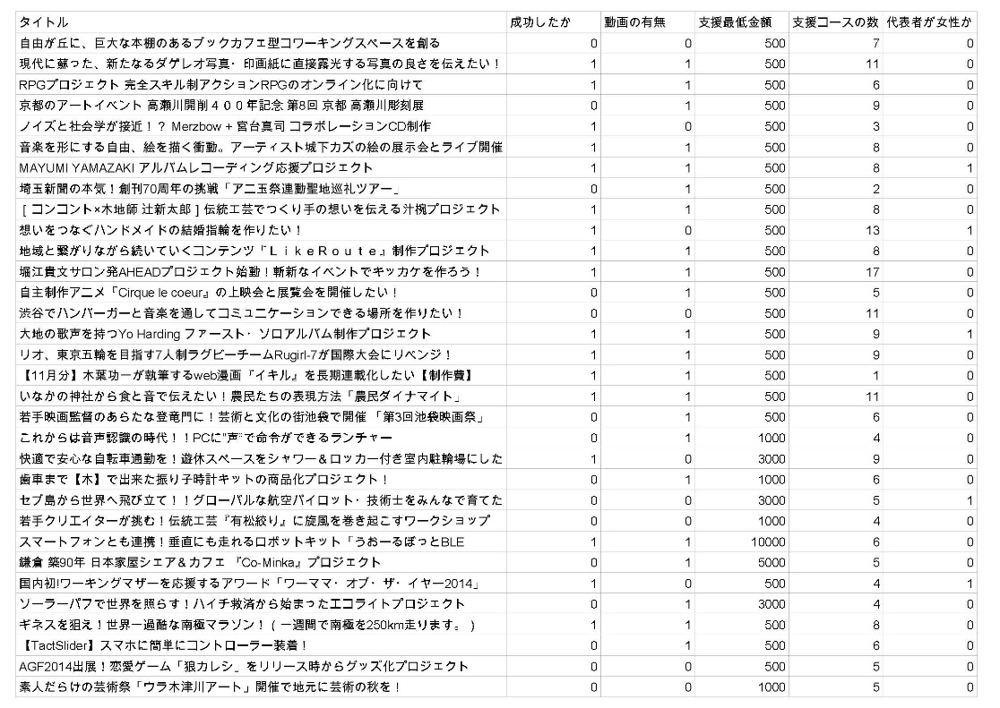 タイトル 成功したか 動画の有無 支援最低金額 支援コースの数 代表者が女性か
自由が丘に、巨大な本棚のあるブックカフェ型コワーキングスペースを創る 0 0 500 7 0
現代に蘇った、新たなるダゲレオ写真・印画紙に直接露光する写真の良さを伝えたい！ 1 1 500 11 0
RPGプロジェクト 完全スキル制アクションRPGのオンライン化に向けて 1 1 500 6 0
京都のアートイベント 高瀬川開削４００年記念 第8回 京都 高瀬川彫刻展 0 1 500 9 0
ノイズと社会学が接近！？ Merzbow + 宮台真司 コラボレーションCD制作 1 0 500 3 0
音楽を形にする自由、絵を描く衝動。アーティスト城下カズの絵の展示会とライブ開催 1 1 500 8 0
MAYUMI YAMAZAKI アルバムレコーディング応援プロジェクト 1 1 500 8 1
埼玉新聞の本気！創刊70周年の挑戦「アニ玉祭連動聖地巡礼ツアー」 0 1 500 2 0
［コンコント×木地師 辻新太郎］伝統工芸でつくり手の想いを伝える汁椀プロジェクト 1 1 500 8 0
想いをつなぐハンドメイドの結婚指輪を作りたい！ 1 0 500 13 1
地域と繋がりながら続いていくコンテンツ『ＬｉｋｅＲｏｕｔｅ』制作プロジェクト 1 1 500 8 0
堀江貴文サロン発AHEADプロジェクト始動！斬新なイベントでキッカケを作ろう！ 1 1 500 17 0
自主制作アニメ『Cirque le coeur』の上映会と展覧会を開催したい！ 0 1 500 5 0
渋谷でハンバーガーと音楽を通してコミュニケーションできる場所を作りたい！ 0 0 500 11 0
大地の歌声を持つYo Harding ファースト・ソロアルバム制作プロジェクト 1 1 500 9 1
リオ、東京五輪を目指す7人制ラグビーチームRugirl-7が国際大会にリベンジ！ 1 1 500 9 0
【11月分】木葉功一が執筆するweb漫画『イキル』を長期連載化したい【制作費】 1 1 500 1 0
いなかの神社から食と音で伝えたい！農民たちの表現方法「農民ダイナマイト」 1 1 500 11 0
若手映画監督のあらたな登竜門に！芸術と文化の街池袋で開催 「第3回池袋映画祭」 0 1 500 6 0
これからは音声認識の時代！！PCに"声"で命令ができるランチャー 0 1 1000 4 0
快適で安心な自転車通勤を！遊休スペースをシャワー＆ロッカー付き室内駐輪場にした 1 0 3000 9 0
歯車まで【木】で出来た振り子時計キットの商品化プロジェクト！ 0 1 1000 6 0
セブ島から世界へ飛び立て！！グローバルな航空パイロット・技術士をみんなで育てた 0 0 3000 5 1
若手クリエイターが挑む！伝統工芸『有松絞り』に旋風を巻き起こすワークショップ 0 0 1000 4 0
スマートフォンとも連携！垂直にも走れるロボットキット「うおーるぼっとBLE 1 1 10000 6 0
鎌倉 築90年 日本家屋シェア＆カフェ 『Co-Minka』プロジェクト 0 1 5000 5 0
国内初!ワーキングマザーを応援するアワード「ワーママ・オブ・ザ・イヤー2014」 1 0 500 4 1
ソーラーパフで世界を照らす！ハイチ救済から始まったエコライトプロジェクト 0 1 3000 4 0
ギネスを狙え！世界一過酷な南極マラソン！（一週間で南極を250km走ります。） 1 1 500 8 0
【TactSlider】スマホに簡単にコントローラー装着！ 0 1 500 6 0
AGF2014出展！恋愛ゲーム「狼カレシ」をリリース時からグッズ化プロジェクト 0 0 500 5 0
素人だらけの芸術祭「ウラ木津川アート」開催で地元に芸術の秋を！ 0 0 1000 5 0